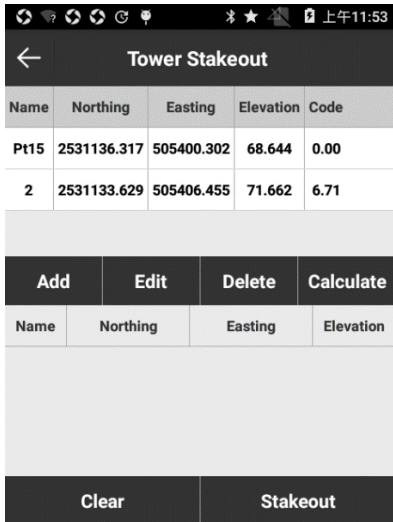 上午11:53
Tower Stakeout
Name Northing Easting Elevation Code
Pt15 2531136.317 505400.302 68.644 0.00
2 2531133.629 505406.455 71.662 6.71
Add Edit Delete Calculate
Name Northing Easting Elevation
Clear Stakeout